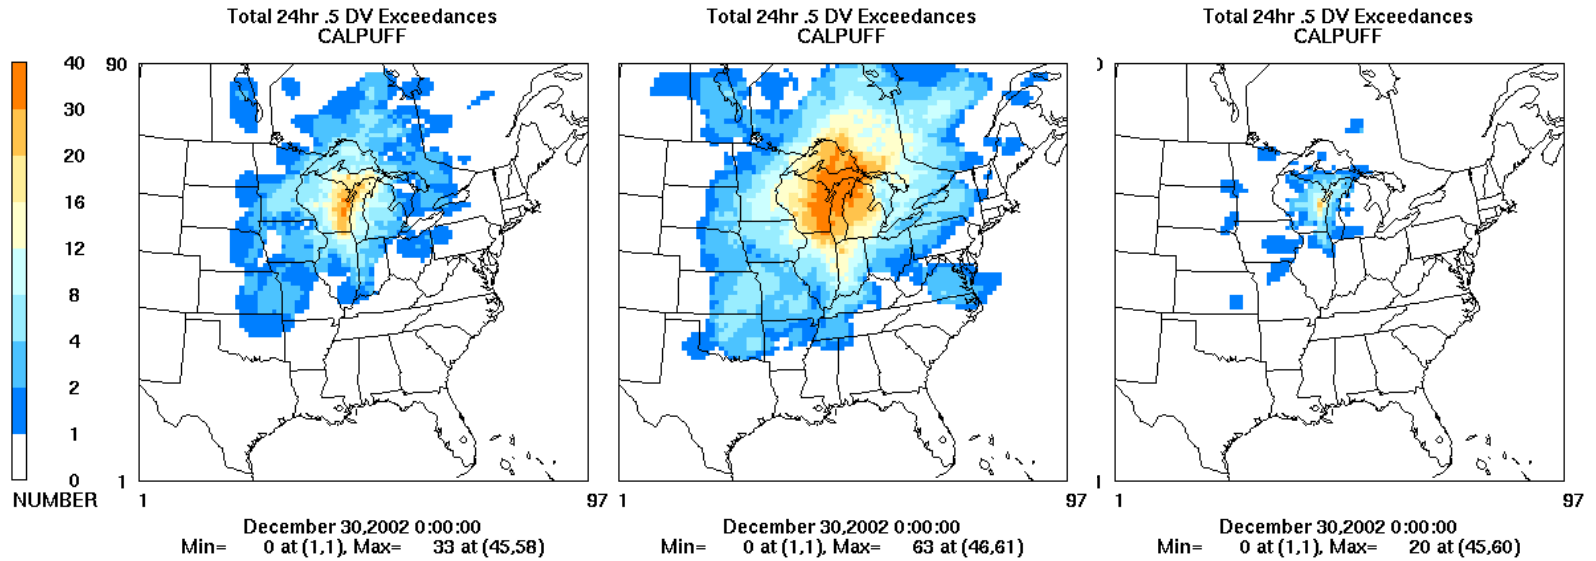 Total 24hr .5 DV Exceedances
CALPUFF
Total 24hr .5 DV Exceedances
CALPUFF
Total 24hr .5 DV Exceedances
CALPUFF
40
30
20
16
12
8
4
2
1
0
NUMBER
90
1
1
97
December 30,2002 0:00:00
Min= 0 at (1,1), Max= 33 at (45,58)
1
97
December 30,2002 0:00:00
Min= 0 at (1,1), Max= 63 at (46,61)
1
97
December 30,2002 0:00:00
Min= 0 at (1,1), Max= 20 at (45,60)